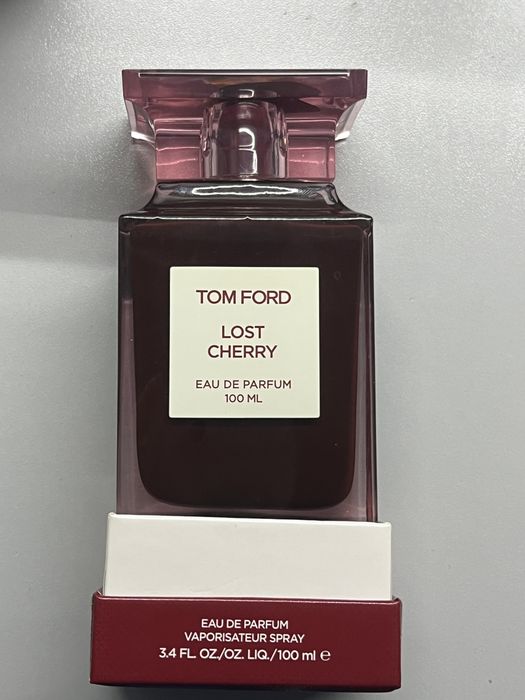 TOM FORD
LOST
CHERRY
EAU DE PARFUM
100 ML
EAU DE PARFUM
VAPORISATEUR SPRAY
3.4 FL. OZ./OZ. LIQ./100 ml ℮